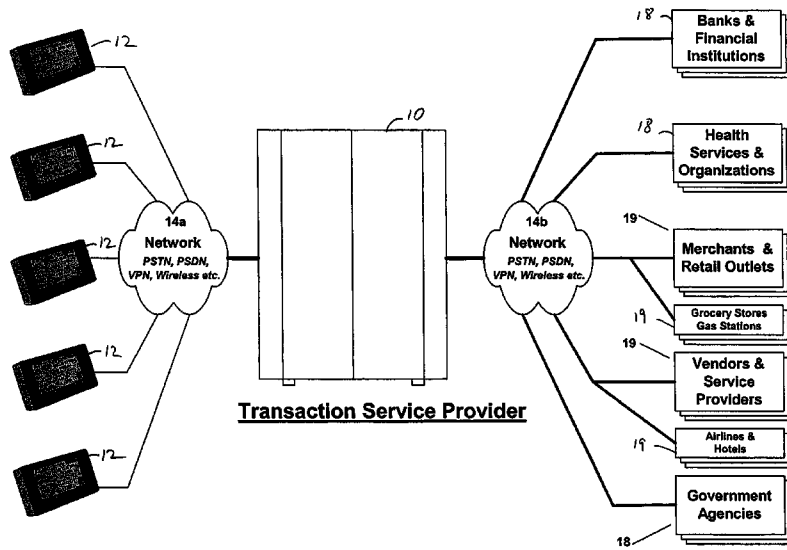 12
12
12
12
12
14a
Network
PSTN, PSDN,
VPN, Wireless etc.
10
Transaction Service Provider
14b
Network
PSTN, PSDN,
VPN, Wireless etc.
18
Banks &
Financial
Institutions
18
Health
Services &
Organizations
19
Merchants &
Retail Outlets
19
Grocery Stores
Gas Stations
19
Vendors &
Service
Providers
19
Airlines &
Hotels
Government
Agencies
18